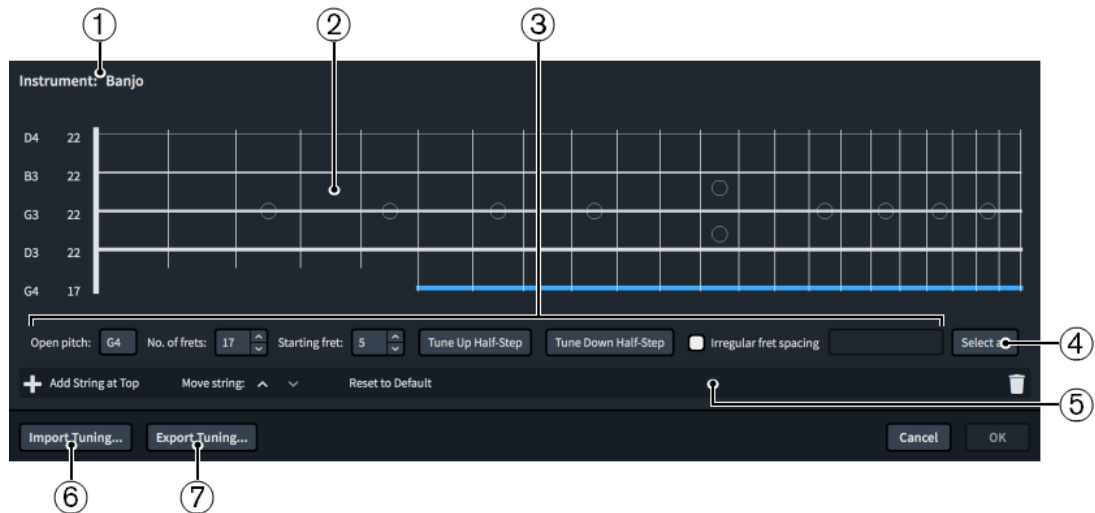 ① ② ③
Instrument: Banjo
D4 22
B3 22
G3 22
D3 22
G4 17
Open pitch: G4 No. of frets: 17 Starting fret: 5 Tune Up Half-Step Tune Down Half-Step Irregular fret spacing Select ④
Add String at Top Move string: Reset to Default ⑤
Import Tuning... Export Tuning... Cancel OK
⑥ ⑦